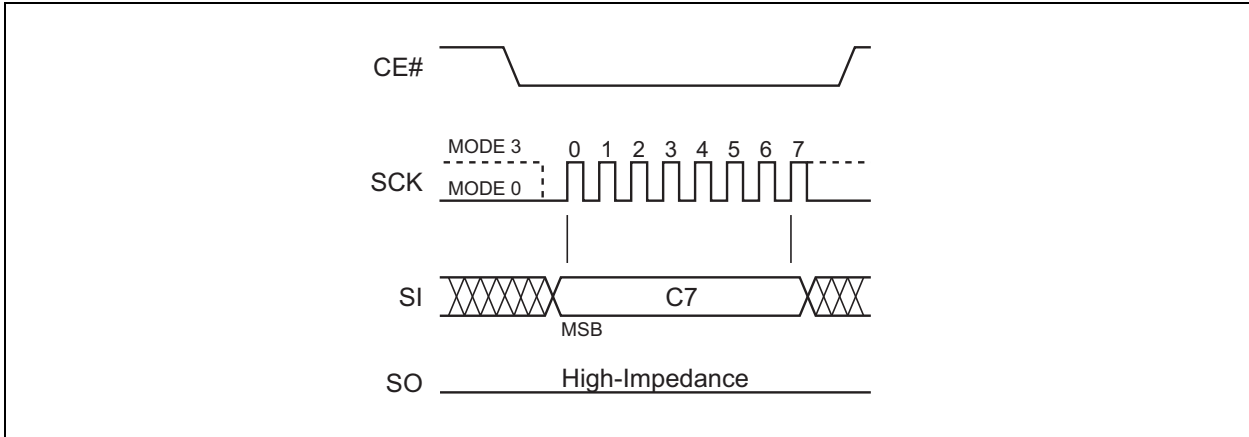 CE#
MODE 3 0 1 2 3 4 5 6 7
SCK
MODE 0
SI C7
MSB
SO High-Impedance